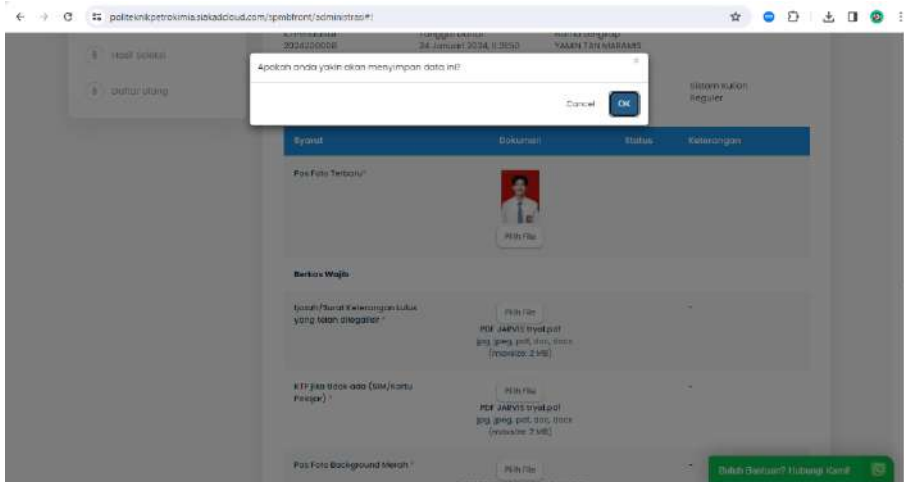 politeknikpetrokimia.siakadcloud.com/spmbfront/administrasi#!
2024220008
24 Januari 2024, 11.31:50
YAMIN TAN MARAMIS
Hasil Seleksi
Daftar Ulang
Apakah anda yakin akan menyimpan data ini?
×
Cancel
OK
Sistem Kuliah
Reguler
Syarat
Dokumen
Status
Keterangan
Pas Foto Terbaru*
Pilih File
Berkas Wajib
Ijazah/Surat Keterangan Lulus
yang telah dilegalisir *
Pilih File
PDF JARVIS tryal.pdf
jpg, jpeg, pdf, doc, docx
(maxsize: 2 MB)
-
KTP jika tidak ada (SIM/Kartu
Pelajar) *
Pilih File
PDF JARVIS tryal.pdf
jpg, jpeg, pdf, doc, docx
(maxsize: 2 MB)
-
Pas Foto Background Merah *
Pilih File
-
Butuh Bantuan? Hubungi Kami!